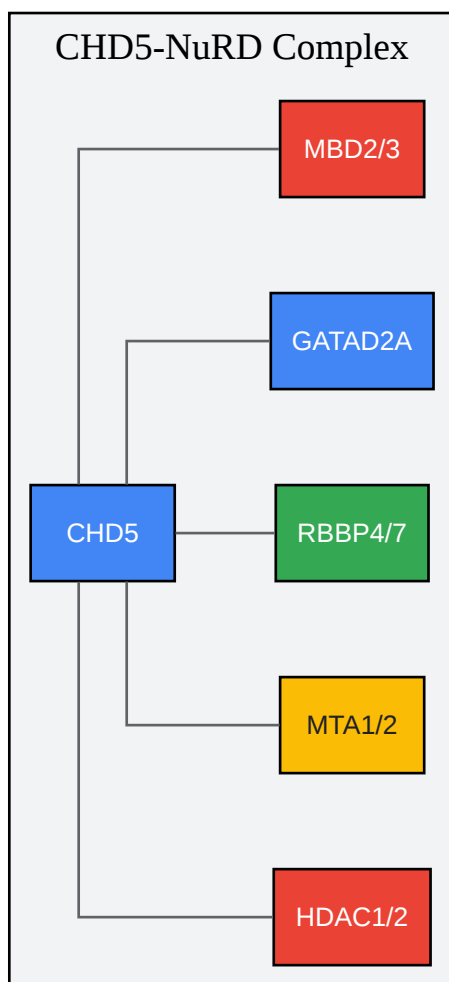 CHD5-NuRD Complex
MBD2/3
GATAD2A
CHD5
RBBP4/7
MTA1/2
HDAC1/2